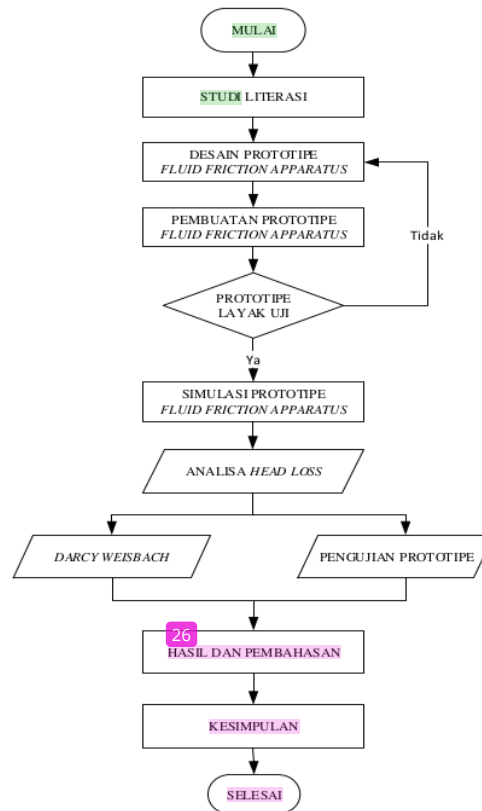 MULAI
STUDI LITERASI
DESAIN PROTOTIPE
FLUID FRICTION APPARATUS
PEMBUATAN PROTOTIPE
FLUID FRICTION APPARATUS
Tidak
PROTOTIPE
LAYAK UJI
Ya
SIMULASI PROTOTIPE
FLUID FRICTION APPARATUS
ANALISA HEAD LOSS
DARCY WEISBACH
PENGUJIAN PROTOTIPE
26
HASIL DAN PEMBAHASAN
KESIMPULAN
SELESAI